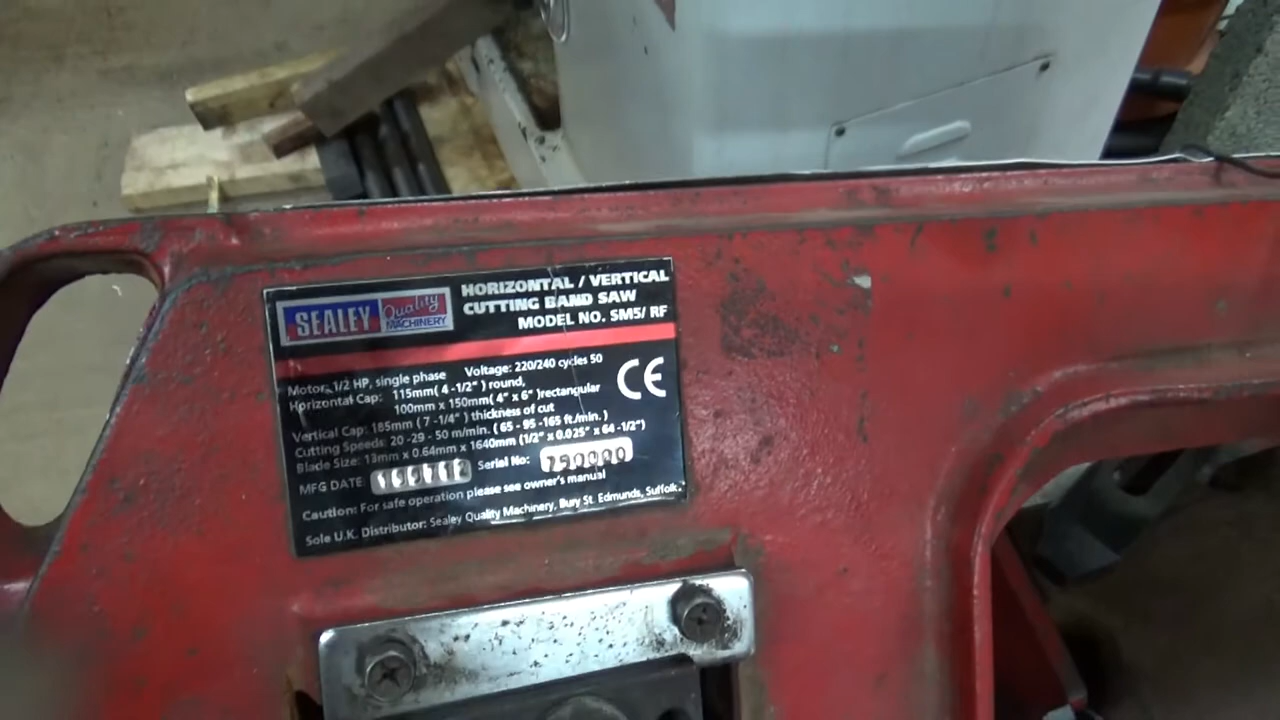 SEALEY Quality MACHINERY
HORIZONTAL / VERTICAL
CUTTING BAND SAW
MODEL NO. SM5/ RF
Motor: 1/2 HP, single phase Voltage: 220/240 cycles 50
Horizontal Cap: 115mm( 4 -1/2" ) round,
100mm x 150mm( 4" x 6" )rectangular
CE
Vertical Cap: 185mm ( 7 -1/4" ) thickness of cut
Cutting Speeds: 20 -29 - 50 m/min. ( 65 - 95 -165 ft/min. )
Blade Size: 13mm x 0.64mm x 1640mm (1/2" x 0.025" x 64 -1/2")
MFG DATE: Serial No:
Caution: For safe operation please see owner's manual
Sole U.K. Distributor: Sealey Quality Machinery, Bury St. Edmunds, Suffolk.